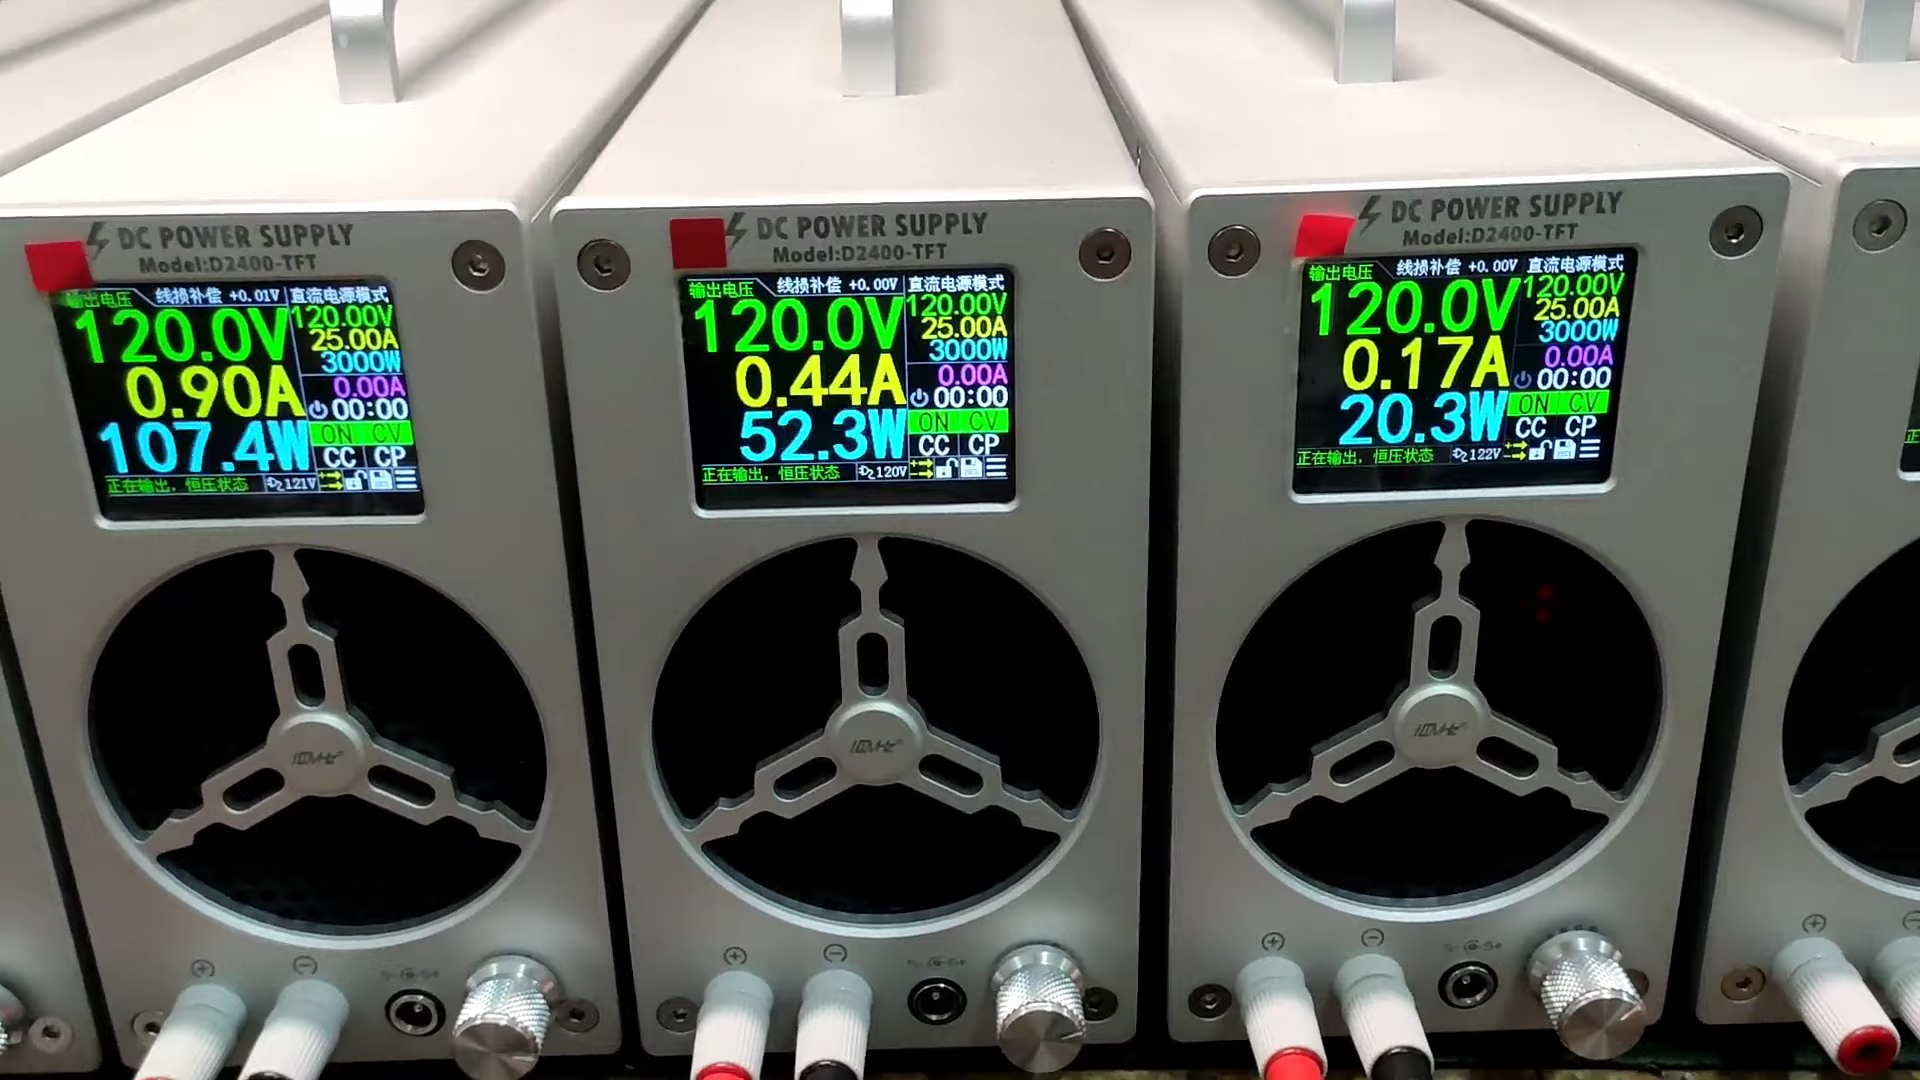 DC POWER SUPPLY
Model:D2400-TFT
输出电压 线损补偿 +0.01V 直流电源模式
120.0V 120.00V
25.00A
3000W
0.90A 0.00A
00:00
107.4W ON CV
CC CP
正在输出, 恒压状态 121V
+ −
DC POWER SUPPLY
Model:D2400-TFT
输出电压 线损补偿 +0.00V 直流电源模式
120.0V 120.00V
25.00A
3000W
0.44A 0.00A
00:00
52.3W ON CV
CC CP
正在输出, 恒压状态 120V
+ −
DC POWER SUPPLY
Model:D2400-TFT
输出电压 线损补偿 +0.00V 直流电源模式
120.0V 120.00V
25.00A
3000W
0.17A 0.00A
00:00
20.3W ON CV
CC CP
正在输出, 恒压状态 122V
+ −